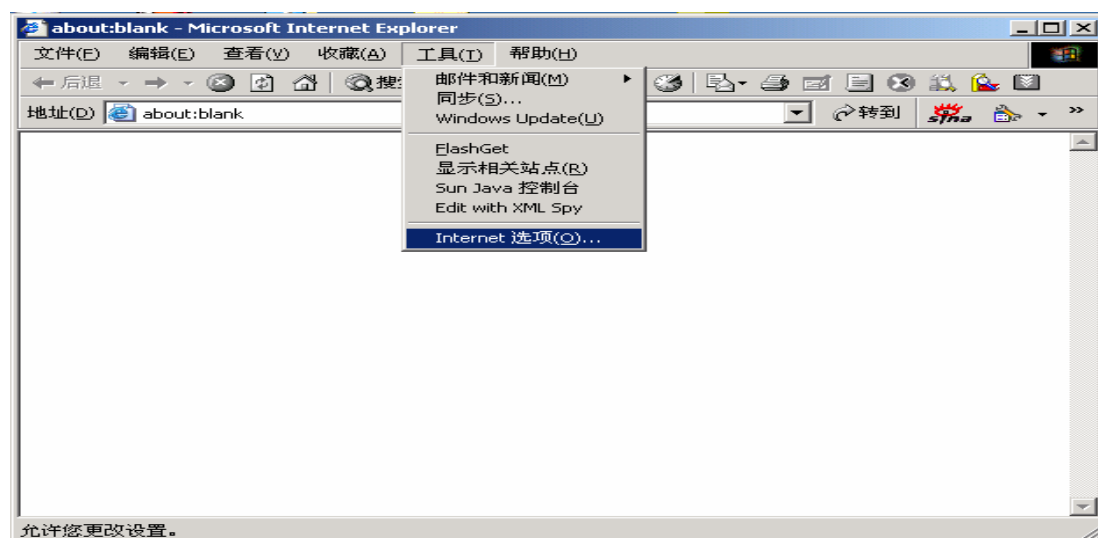 about:blank - Microsoft Internet Explorer
文件(F) 编辑(E) 查看(V) 收藏(A) 工具(T) 帮助(H)
后退
邮件和新闻(M)
同步(S)...
Windows Update(U)
地址(D) about:blank 转到 sina »
FlashGet
显示相关站点(R)
Sun Java 控制台
Edit with XML Spy
Internet 选项(O)...
允许您更改设置。